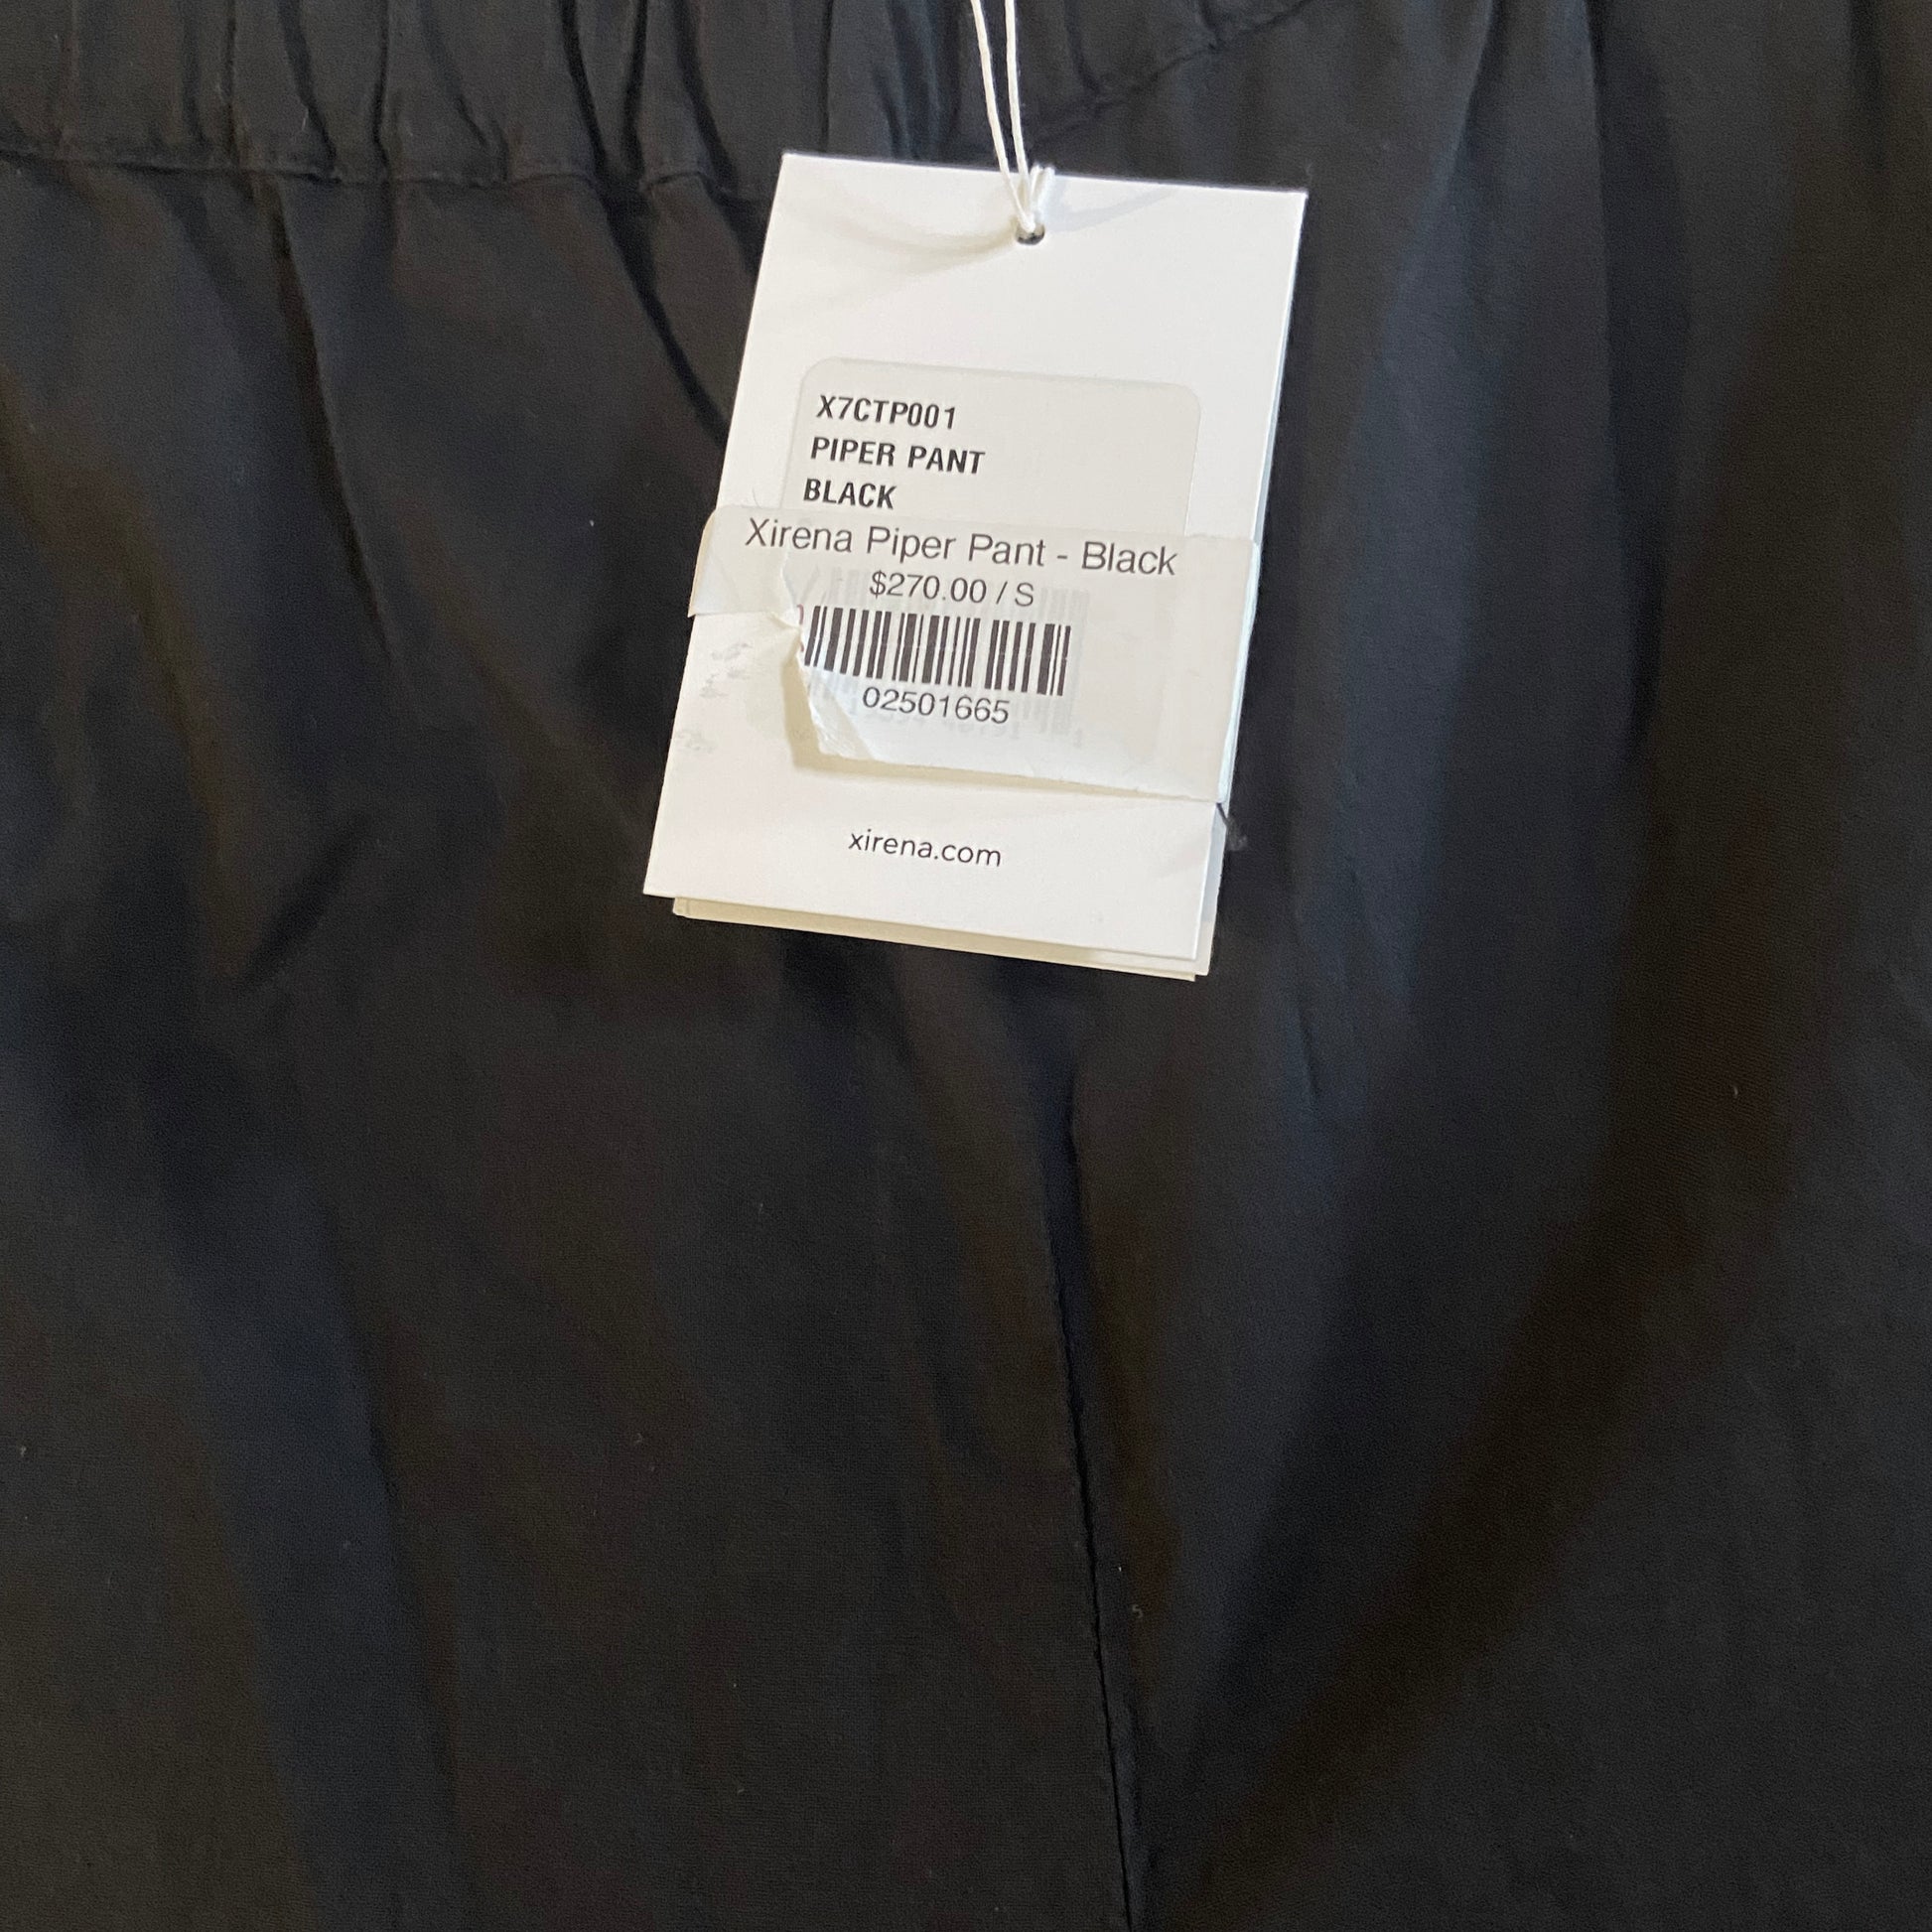 X7CTP001
PIPER PANT
BLACK
Xirena Piper Pant - Black
$270.00 / S
02501665
xirena.com